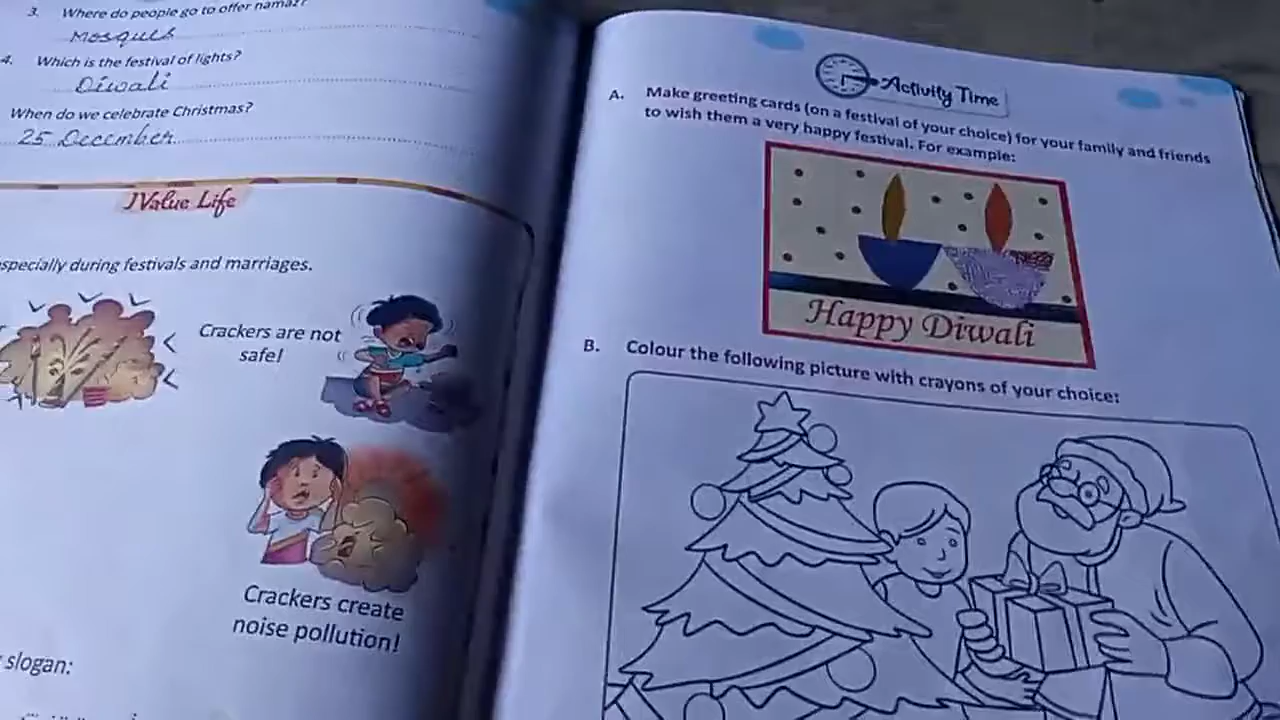 3. Where do people go to offer namaz?
Mosques
4. Which is the festival of lights?
Diwali
When do we celebrate Christmas?
25 December
Value Life
specially during festivals and marriages.
Crackers are not
safe!
Crackers create
noise pollution!
slogan:
Activity Time
A. Make greeting cards (on a festival of your choice) for your family and friends
to wish them a very happy festival. For example:
Happy Diwali
B. Colour the following picture with crayons of your choice: